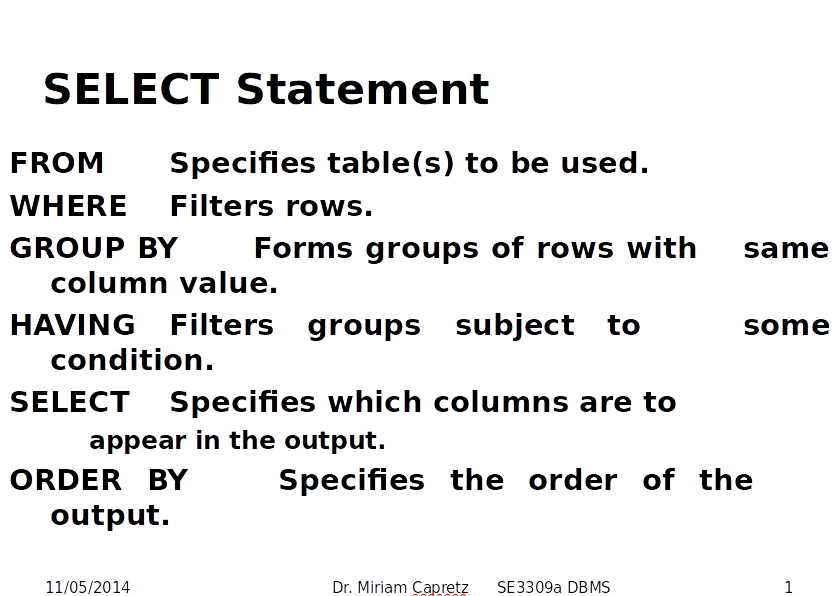 SELECT Statement
FROM Specifies table(s) to be used.
WHERE Filters rows.
GROUP BY Forms groups of rows with same
column value.
HAVING Filters groups subject to some
condition.
SELECT Specifies which columns are to
appear in the output.
ORDER BY Specifies the order of the
output.
11/05/2014 Dr. Miriam Capretz SE3309a DBMS 1